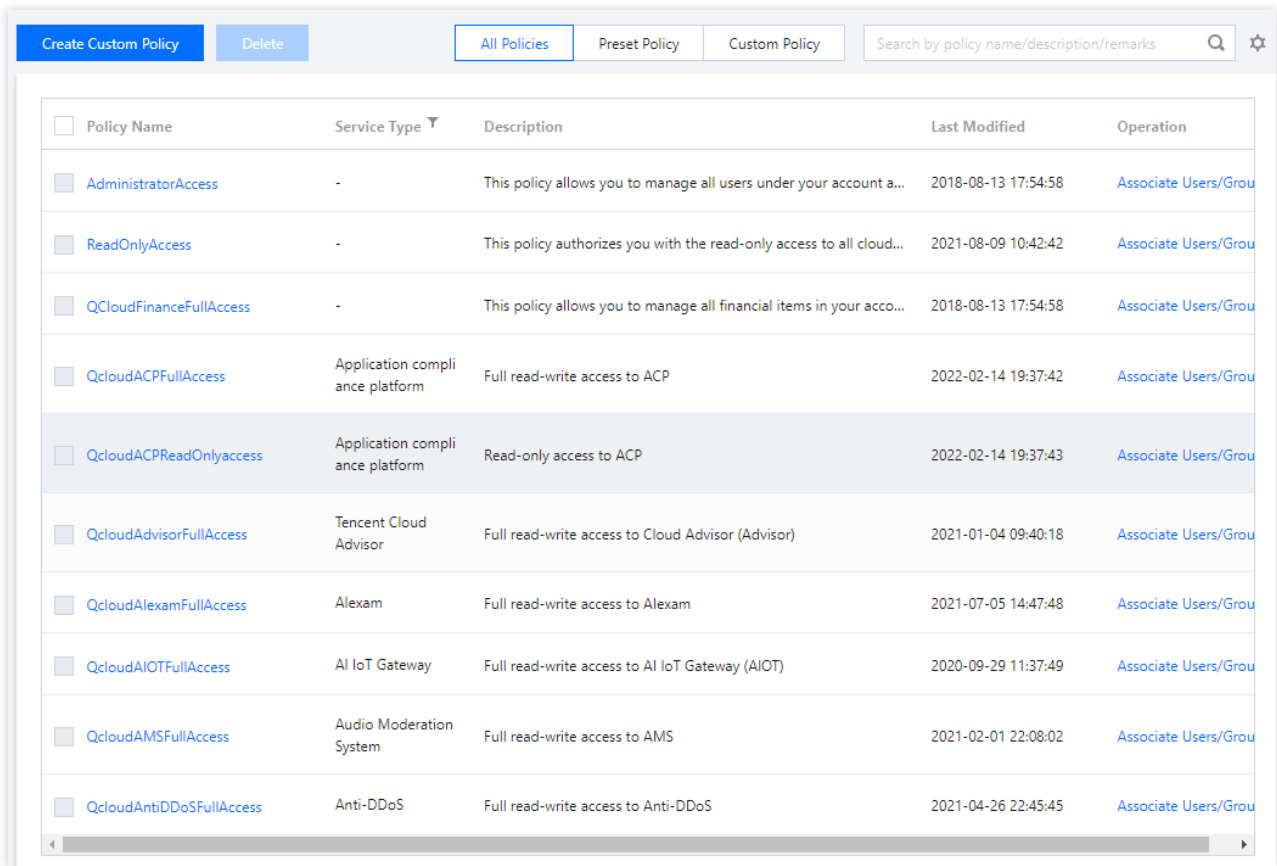 Create Custom Policy Delete All Policies Preset Policy Custom Policy Search by policy name/description/remarks
Policy Name Service Type Description Last Modified Operation
AdministratorAccess - This policy allows you to manage all users under your account a... 2018-08-13 17:54:58 Associate Users/Grou
ReadOnlyAccess - This policy authorizes you with the read-only access to all cloud... 2021-08-09 10:42:42 Associate Users/Grou
QCloudFinanceFullAccess - This policy allows you to manage all financial items in your acco... 2018-08-13 17:54:58 Associate Users/Grou
QcloudACPFullAccess Application compli
ance platform Full read-write access to ACP 2022-02-14 19:37:42 Associate Users/Grou
QcloudACPReadOnlyaccess Application compli
ance platform Read-only access to ACP 2022-02-14 19:37:43 Associate Users/Grou
QcloudAdvisorFullAccess Tencent Cloud
Advisor Full read-write access to Cloud Advisor (Advisor) 2021-01-04 09:40:18 Associate Users/Grou
QcloudAlexamFullAccess Alexam Full read-write access to Alexam 2021-07-05 14:47:48 Associate Users/Grou
QcloudAIOTFullAccess AI IoT Gateway Full read-write access to AI IoT Gateway (AIOT) 2020-09-29 11:37:49 Associate Users/Grou
QcloudAMSFullAccess Audio Moderation
System Full read-write access to AMS 2021-02-01 22:08:02 Associate Users/Grou
QcloudAntiDDoSFullAccess Anti-DDoS Full read-write access to Anti-DDoS 2021-04-26 22:45:45 Associate Users/Grou